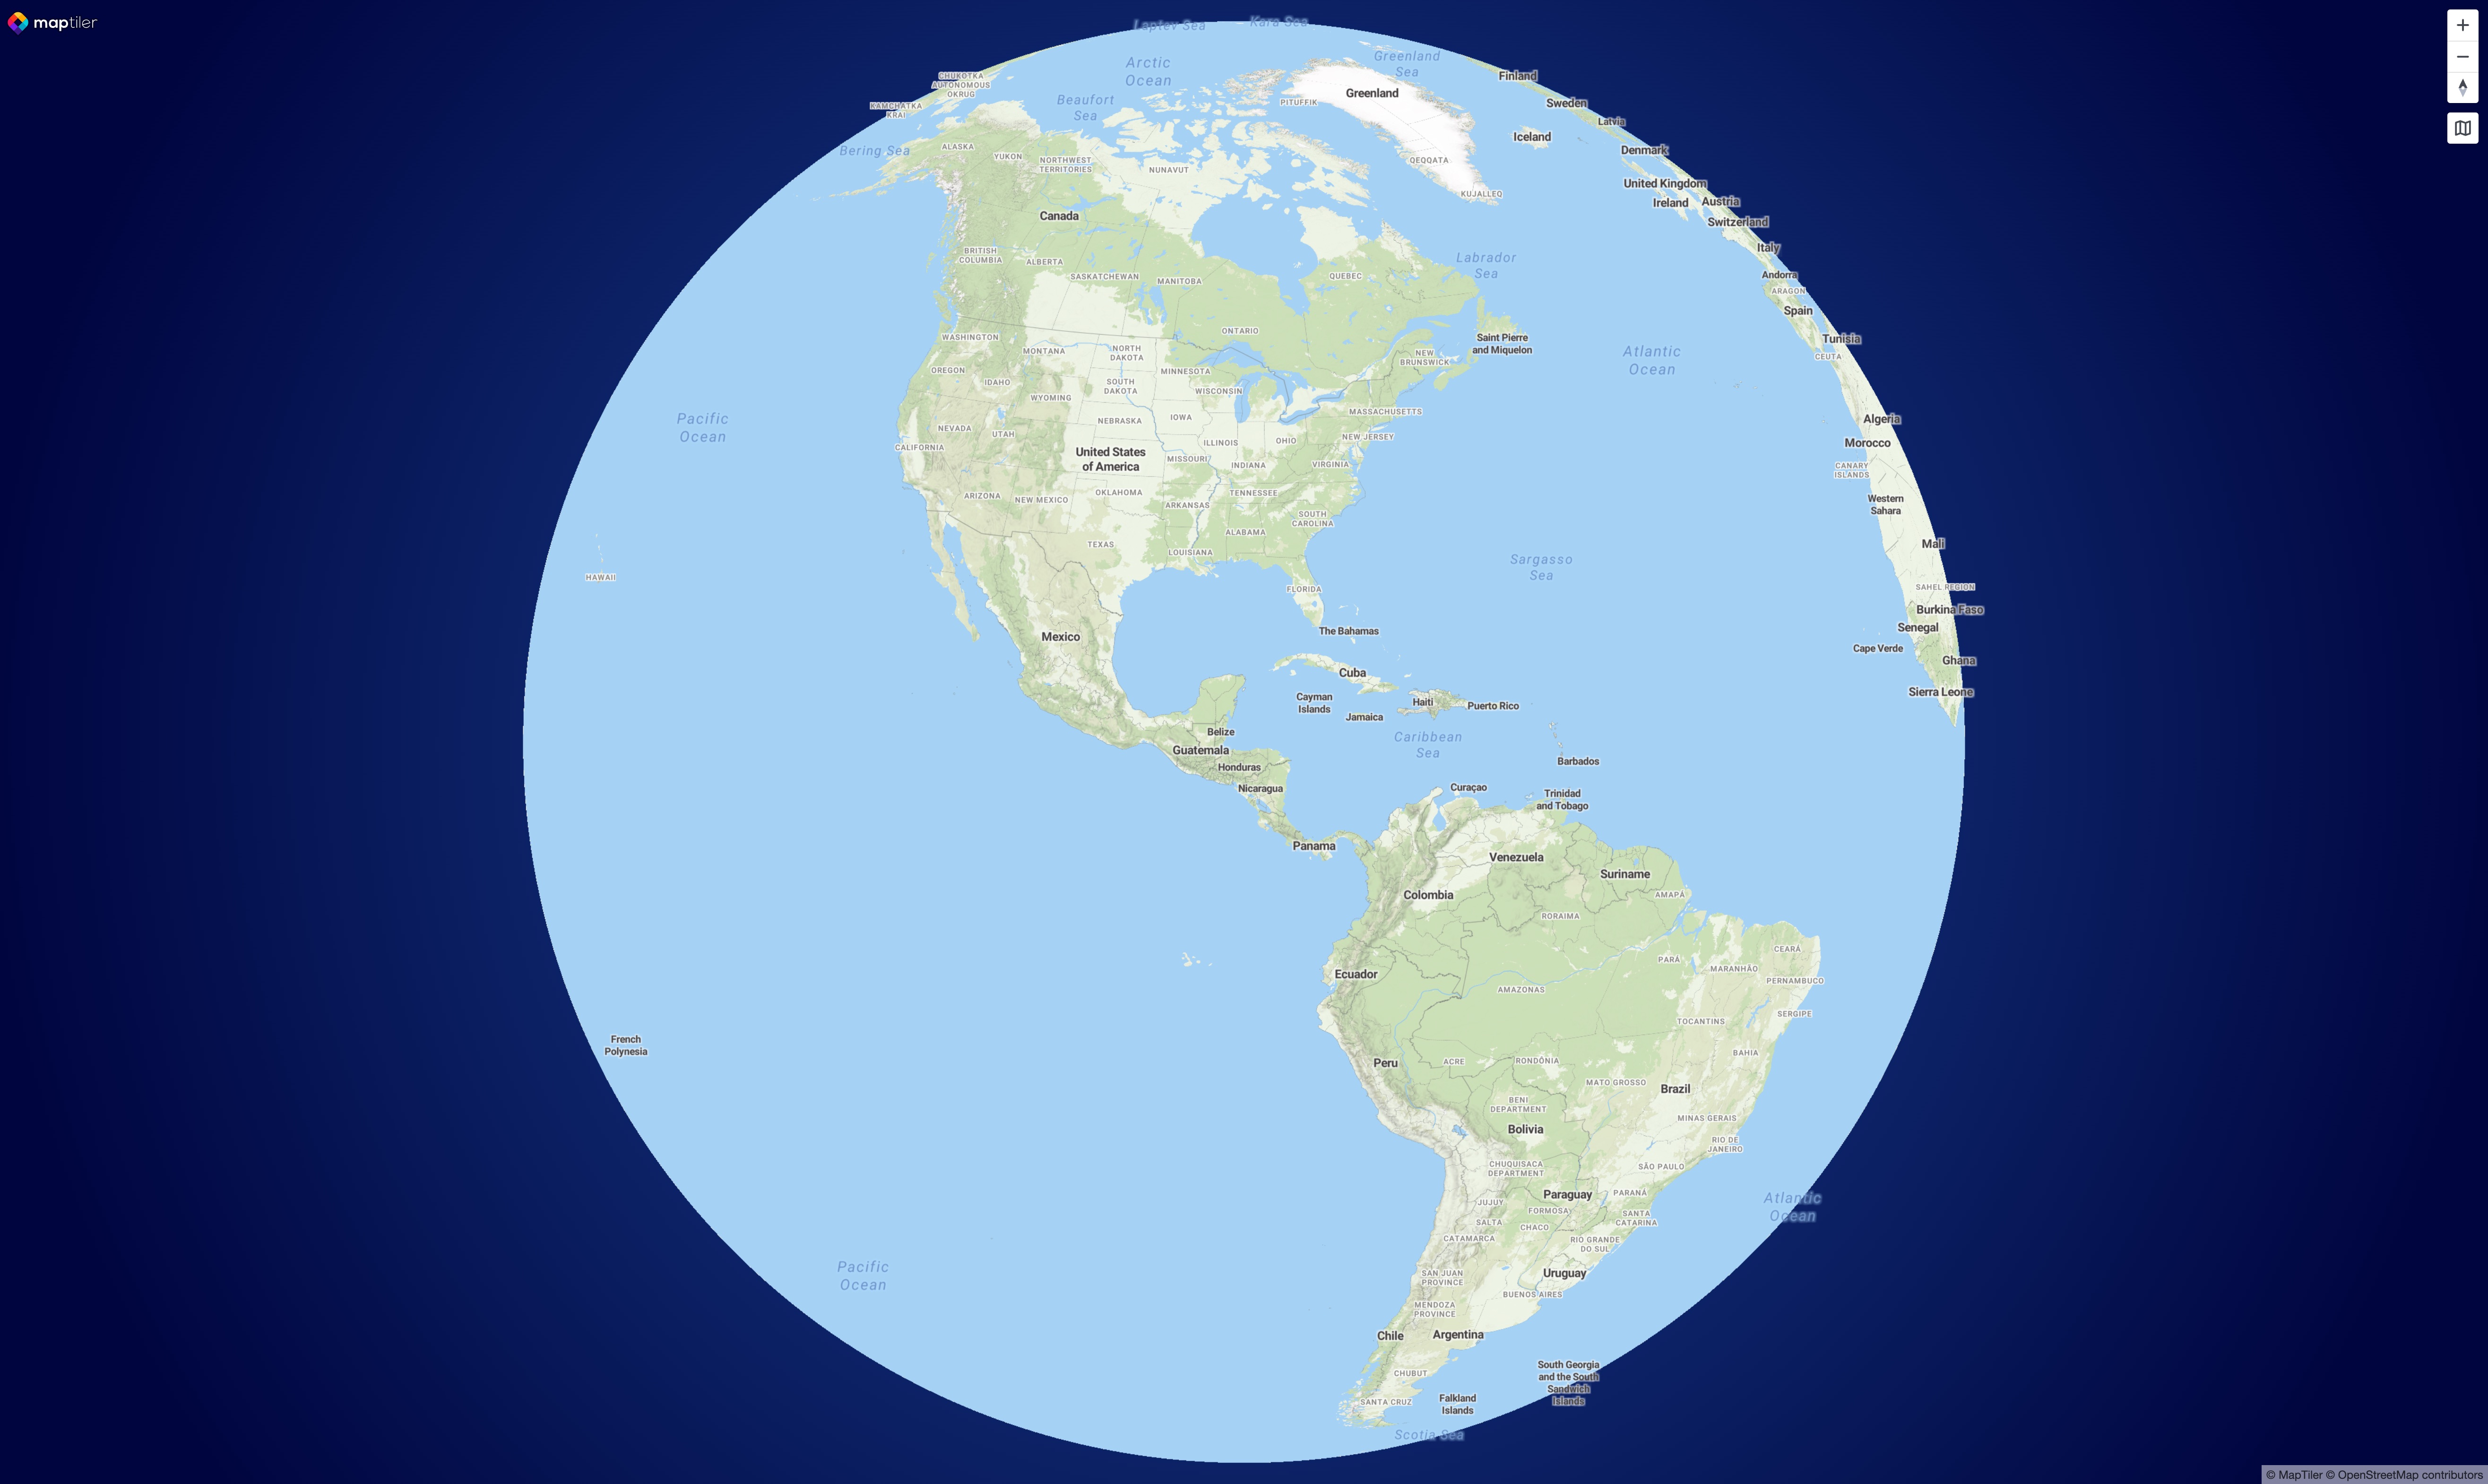 maptiler
Laptev Sea
Kara Sea
Arctic
Ocean
Greenland
Sea
CHUKOTKA
AUTONOMOUS
OKRUG
KAMCHATKA
KRAI
Beaufort
Sea
PITUFFIK
Greenland
Finland
Sweden
Latvia
Iceland
Denmark
Bering Sea
ALASKA
YUKON
NORTHWEST
TERRITORIES
NUNAVUT
QEQQATA
KUJALLEQ
United Kingdom
Ireland
Austria
Switzerland
Canada
Italy
BRITISH
COLUMBIA
ALBERTA
SASKATCHEWAN
MANITOBA
QUEBEC
Labrador
Sea
Andorra
ARAGON
Spain
ONTARIO
WASHINGTON
MONTANA
NORTH
DAKOTA
Saint Pierre
and Miquelon
NEW
BRUNSWICK
Atlantic
Ocean
Tunisia
CEUTA
OREGON
IDAHO
MINNESOTA
SOUTH
DAKOTA
WISCONSIN
WYOMING
Pacific
Ocean
NEBRASKA
IOWA
MASSACHUSETTS
NEVADA
UTAH
ILLINOIS
OHIO
NEW JERSEY
Algeria
Morocco
CALIFORNIA
United States
of America
MISSOURI
INDIANA
VIRGINIA
CANARY
ISLANDS
ARIZONA
NEW MEXICO
OKLAHOMA
ARKANSAS
TENNESSEE
Western
Sahara
SOUTH
CAROLINA
ALABAMA
TEXAS
LOUISIANA
Mali
Sargasso
Sea
HAWAII
FLORIDA
SAHEL REGION
Burkina Faso
Mexico
The Bahamas
Senegal
Cape Verde
Ghana
Cuba
Cayman
Islands
Haiti
Puerto Rico
Jamaica
Sierra Leone
Belize
Guatemala
Caribbean
Sea
Honduras
Barbados
Nicaragua
Curaçao
Trinidad
and Tobago
Panama
Venezuela
Suriname
Colombia
AMAPÁ
RORAIMA
Ecuador
PARÁ
MARANHÃO
CEARÁ
PERNAMBUCO
AMAZONAS
TOCANTINS
SERGIPE
French
Polynesia
Peru
ACRE
RONDÔNIA
BAHIA
MATO GROSSO
Brazil
BENI
DEPARTMENT
MINAS GERAIS
Bolivia
RIO DE
JANEIRO
CHUQUISACA
DEPARTMENT
SÃO PAULO
Paraguay
PARANÁ
JUJUY
FORMOSA
Atlantic
Ocean
SALTA
CHACO
SANTA
CATARINA
CATAMARCA
RIO GRANDE
DO SUL
Pacific
Ocean
SAN JUAN
PROVINCE
Uruguay
BUENOS AIRES
MENDOZA
PROVINCE
Chile
Argentina
CHUBUT
South Georgia
and the South
Sandwich
Islands
SANTA CRUZ
Falkland
Islands
Scotia Sea
© MapTiler © OpenStreetMap contributors